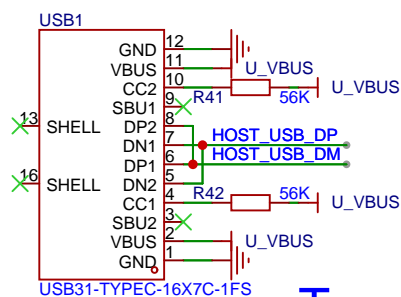 USB1
GND 12
VBUS 11 U_VBUS
CC2 10 R41 56K U_VBUS
SBU1 9
13 SHELL DP2 8
DN1 7 HOST_USB_DP
DP1 6 HOST_USB_DM
16 SHELL DN2 5
CC1 4 R42 56K U_VBUS
SBU2 3
VBUS 2 U_VBUS
GND 1
USB31-TYPEC-16X7C-1FS